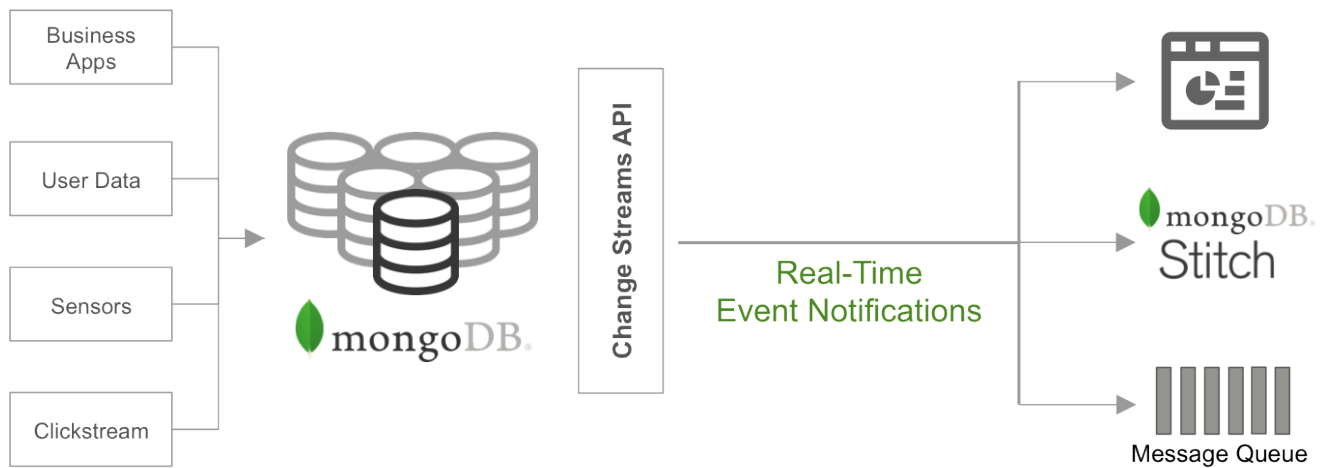 Business
Apps
User Data
Sensors
Clickstream
mongoDB®
Change Streams API
Real-Time
Event Notifications
mongoDB®
Stitch
Message Queue